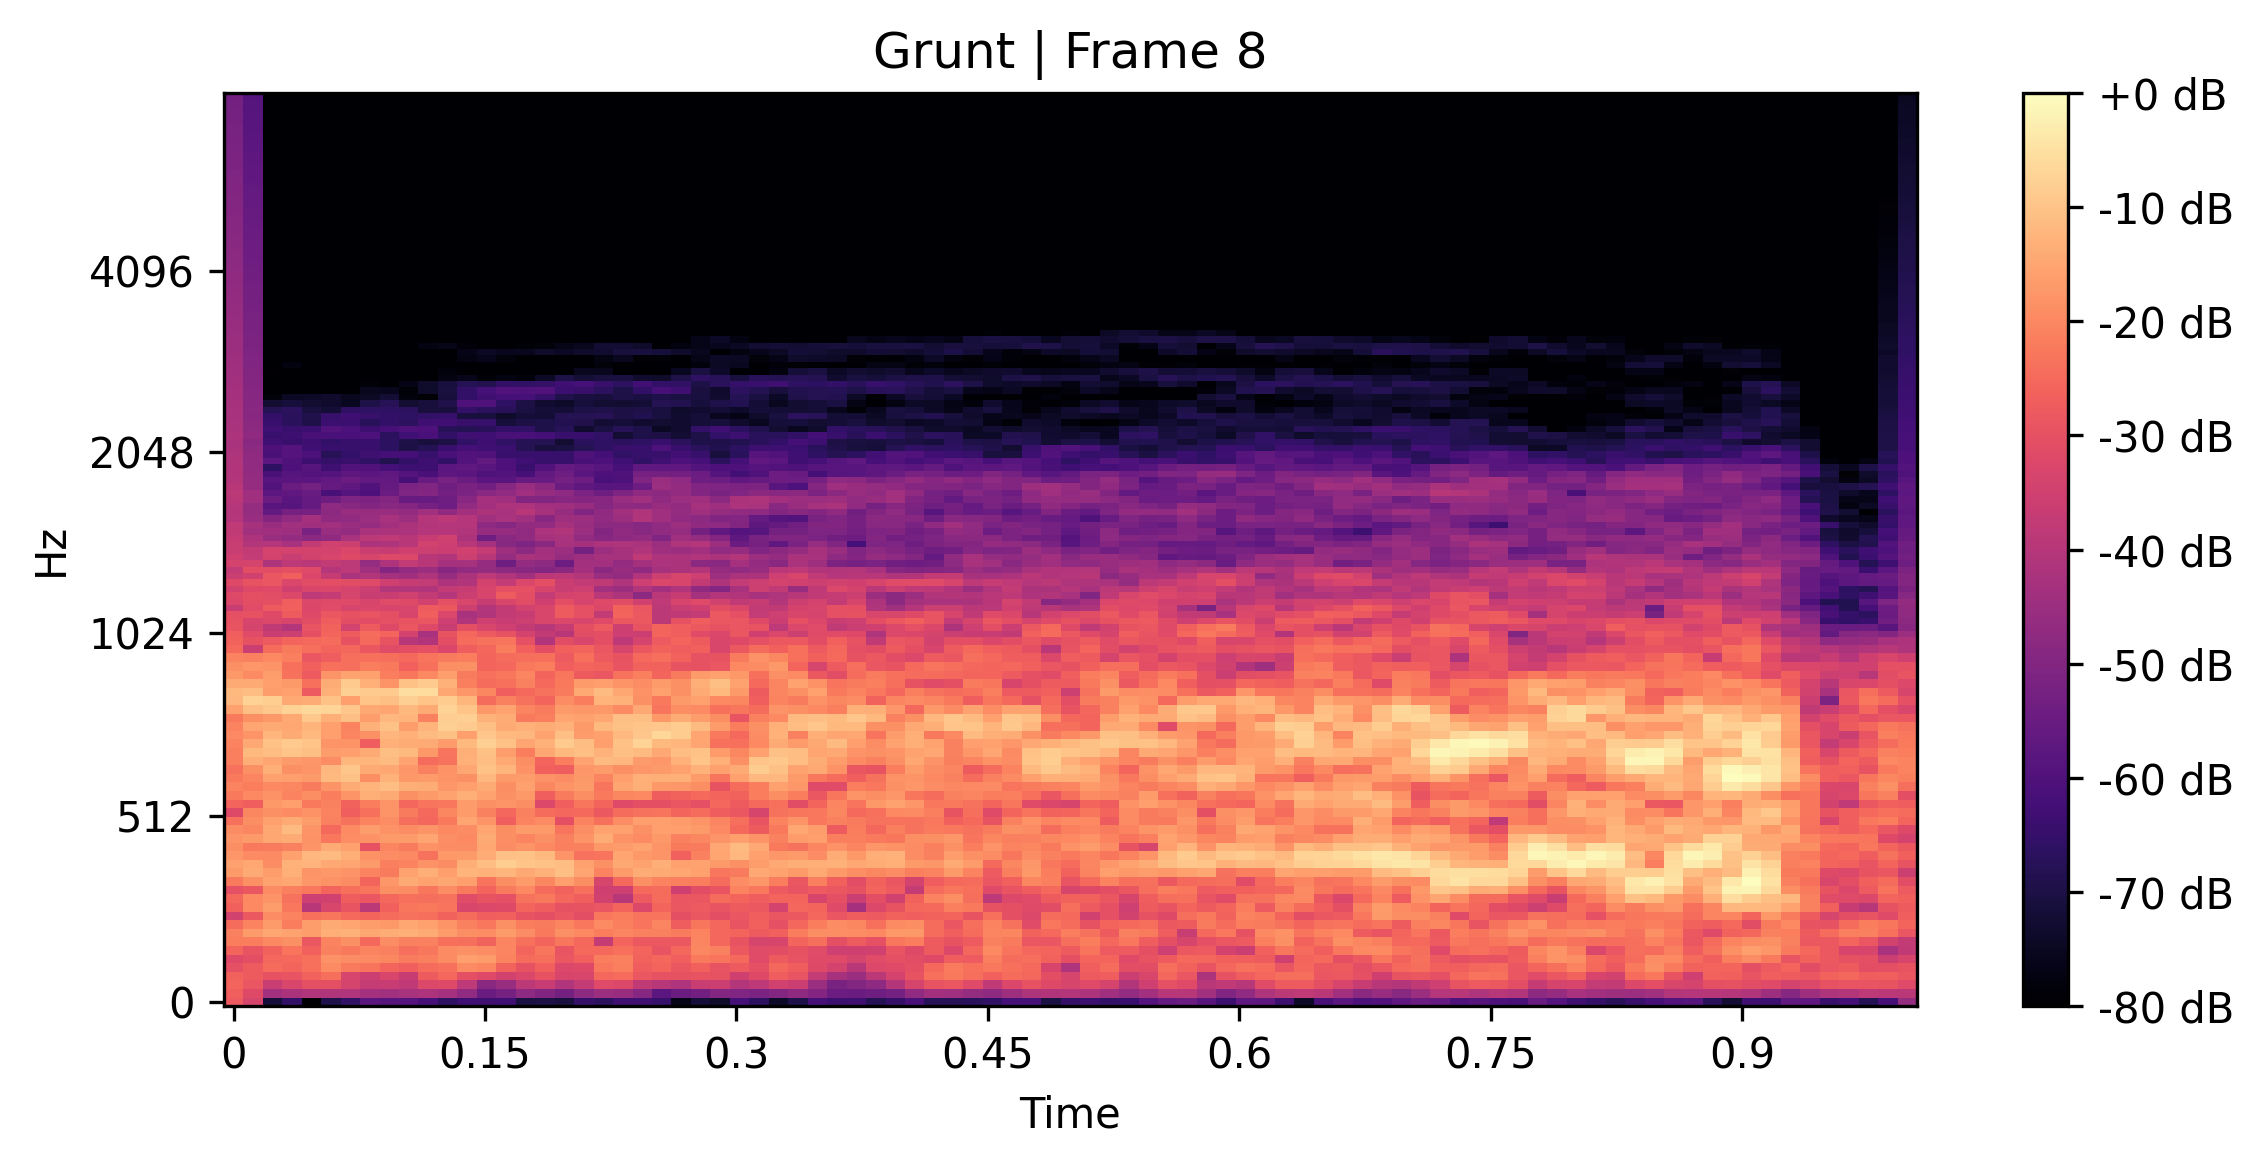 Grunt | Frame 8
+0 dB
-10 dB
-20 dB
-30 dB
-40 dB
-50 dB
-60 dB
-70 dB
-80 dB
Hz
4096
2048
1024
512
0
0 0.15 0.3 0.45 0.6 0.75 0.9
Time